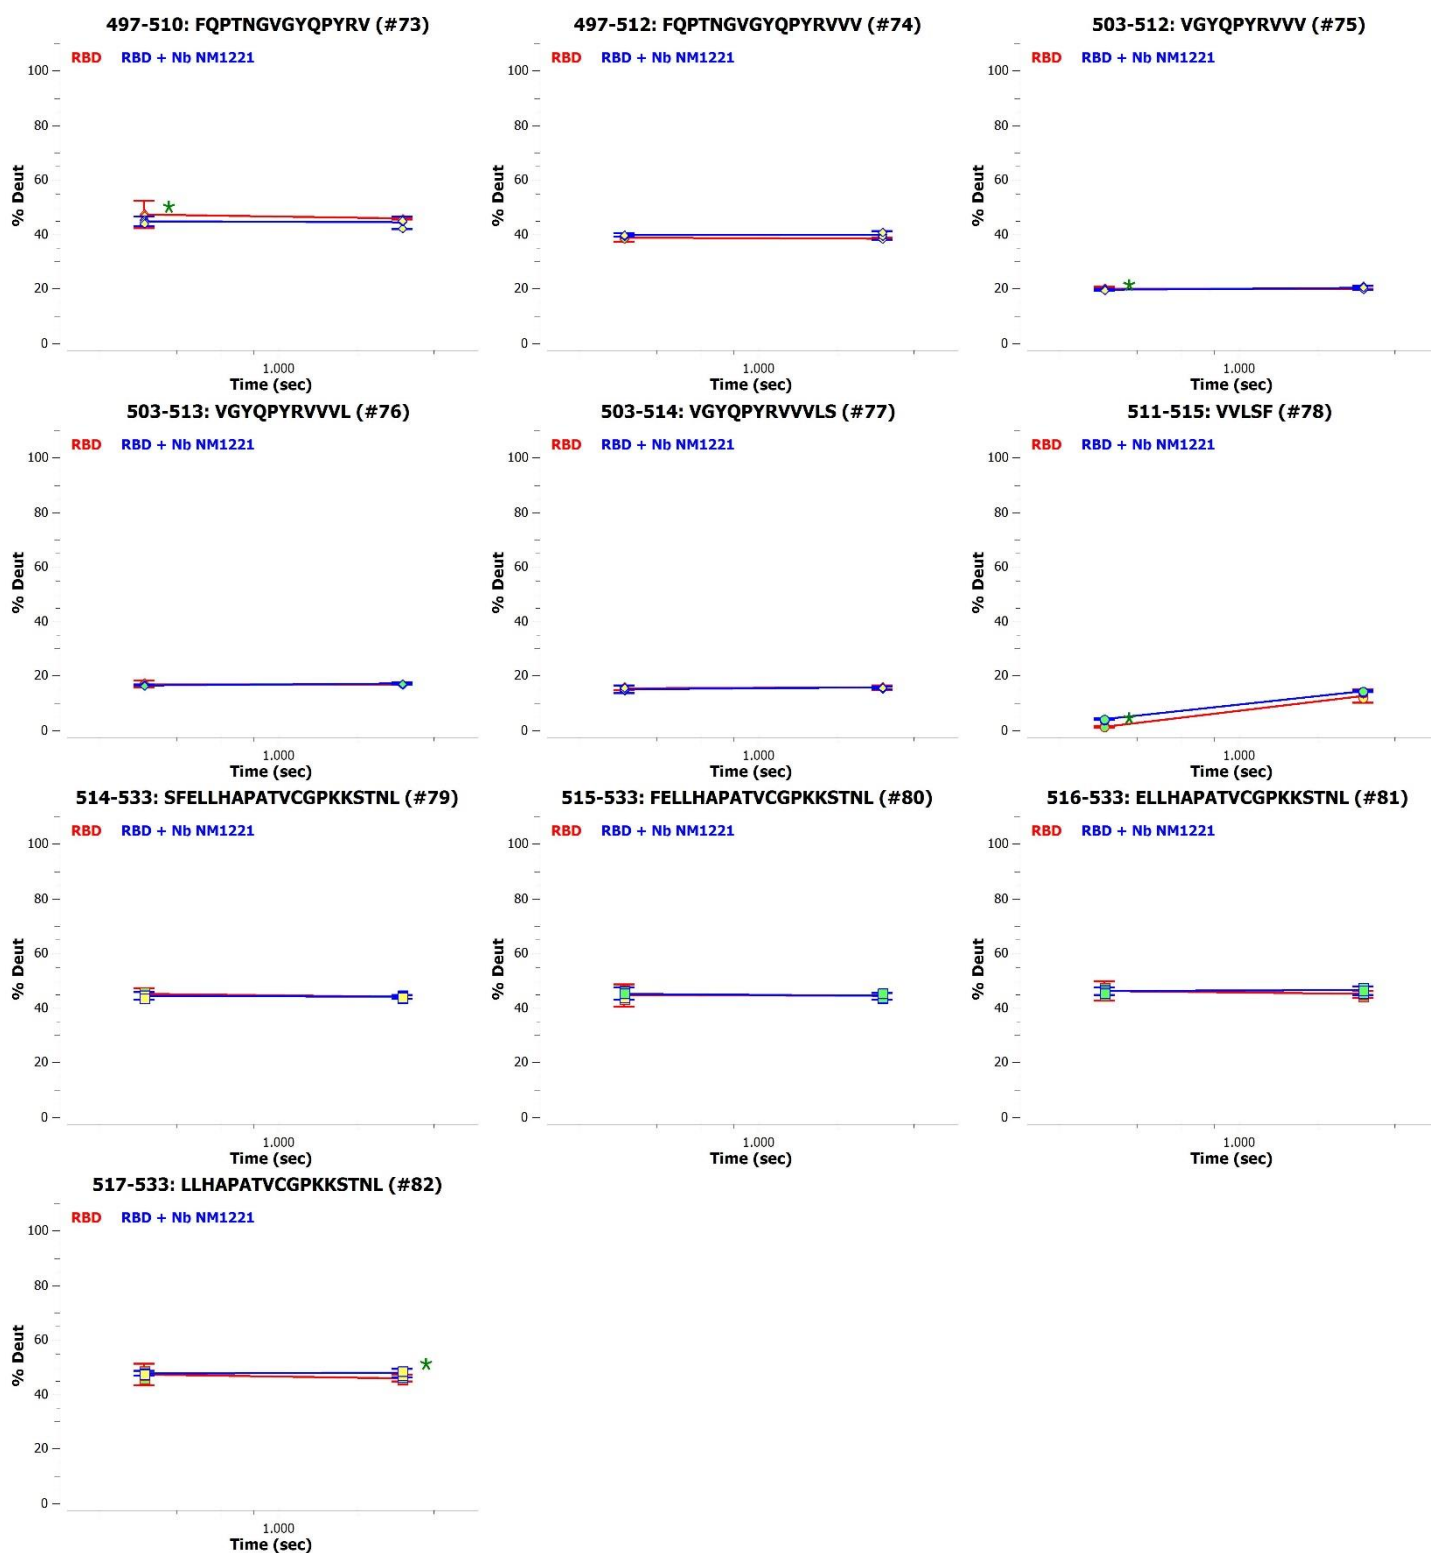 497-510: FQPTNGVGYQPYRV (#73)
RBD RBD + Nb NM1221
100
80
60
40
20
0
% Deut
1.000
Time (sec)
497-512: FQPTNGVGYQPYRVVV (#74)
RBD RBD + Nb NM1221
100
80
60
40
20
0
% Deut
1.000
Time (sec)
503-512: VGYQPYRVVV (#75)
RBD RBD + Nb NM1221
100
80
60
40
20
0
% Deut
1.000
Time (sec)
503-513: VGYQPYRVVVL (#76)
RBD RBD + Nb NM1221
100
80
60
40
20
0
% Deut
1.000
Time (sec)
503-514: VGYQPYRVVVLS (#77)
RBD RBD + Nb NM1221
100
80
60
40
20
0
% Deut
1.000
Time (sec)
511-515: VVLSF (#78)
RBD RBD + Nb NM1221
100
80
60
40
20
0
% Deut
1.000
Time (sec)
514-533: SFELLHAPATVCGPKKSTNL (#79)
RBD RBD + Nb NM1221
100
80
60
40
20
0
% Deut
1.000
Time (sec)
515-533: FELLHAPATVCGPKKSTNL (#80)
RBD RBD + Nb NM1221
100
80
60
40
20
0
% Deut
1.000
Time (sec)
516-533: ELLHAPATVCGPKKSTNL (#81)
RBD RBD + Nb NM1221
100
80
60
40
20
0
% Deut
1.000
Time (sec)
517-533: LLHAPATVCGPKKSTNL (#82)
RBD RBD + Nb NM1221
100
80
60
40
20
0
% Deut
1.000
Time (sec)